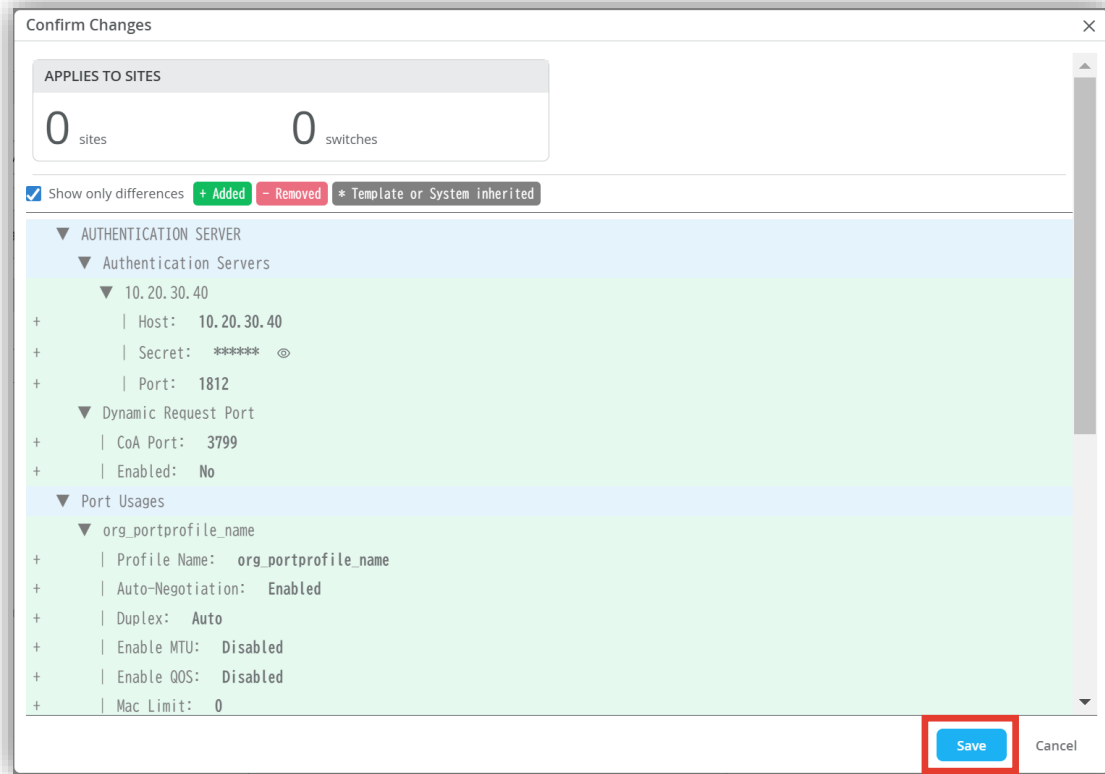 Confirm Changes
APPLIES TO SITES
0 sites 0 switches
Show only differences + Added - Removed * Template or System inherited
▼ AUTHENTICATION SERVER
▼ Authentication Servers
▼ 10.20.30.40
+ | Host: 10.20.30.40
+ | Secret: ******
+ | Port: 1812
▼ Dynamic Request Port
+ | CoA Port: 3799
+ | Enabled: No
▼ Port Usages
▼ org_portprofile_name
+ | Profile Name: org_portprofile_name
+ | Auto-Negotiation: Enabled
+ | Duplex: Auto
+ | Enable MTU: Disabled
+ | Enable QOS: Disabled
+ | Mac Limit: 0
Save Cancel